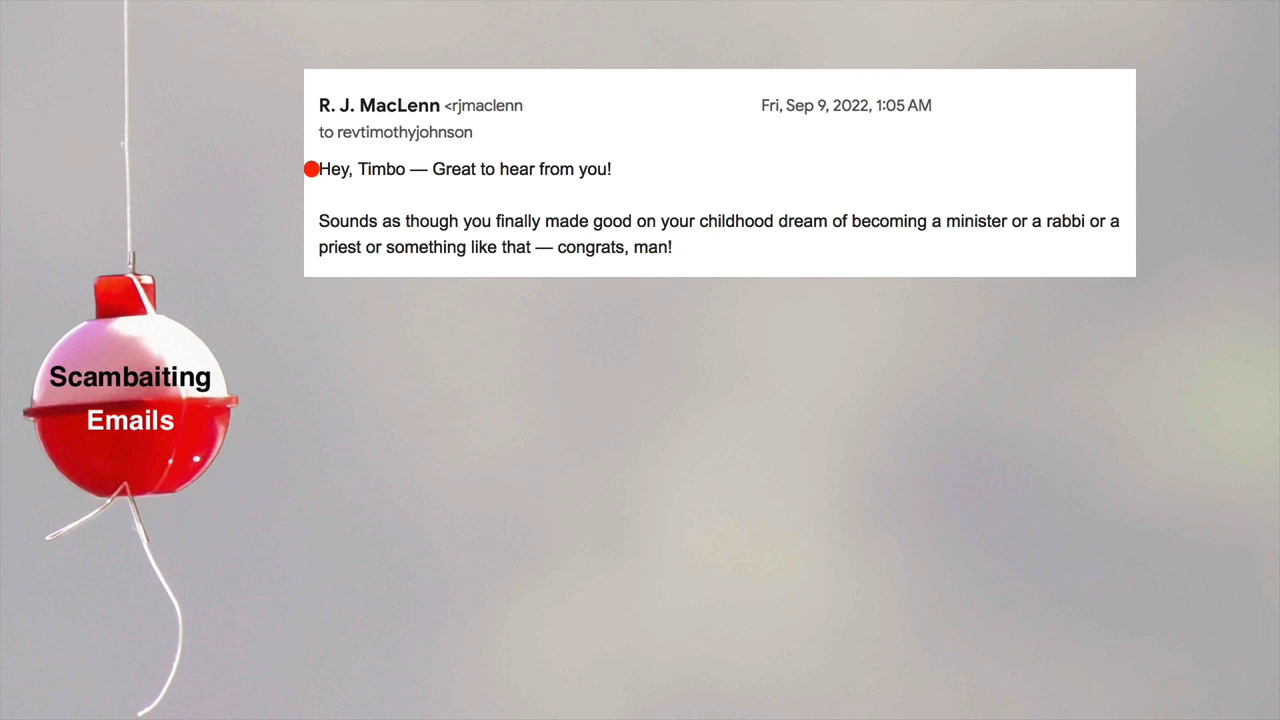 R. J. MacLenn <rjmaclenn
Fri, Sep 9, 2022, 1:05 AM
to revtimothyjohnson
Hey, Timbo — Great to hear from you!
Sounds as though you finally made good on your childhood dream of becoming a minister or a rabbi or a
priest or something like that — congrats, man!
Scambaiting
Emails